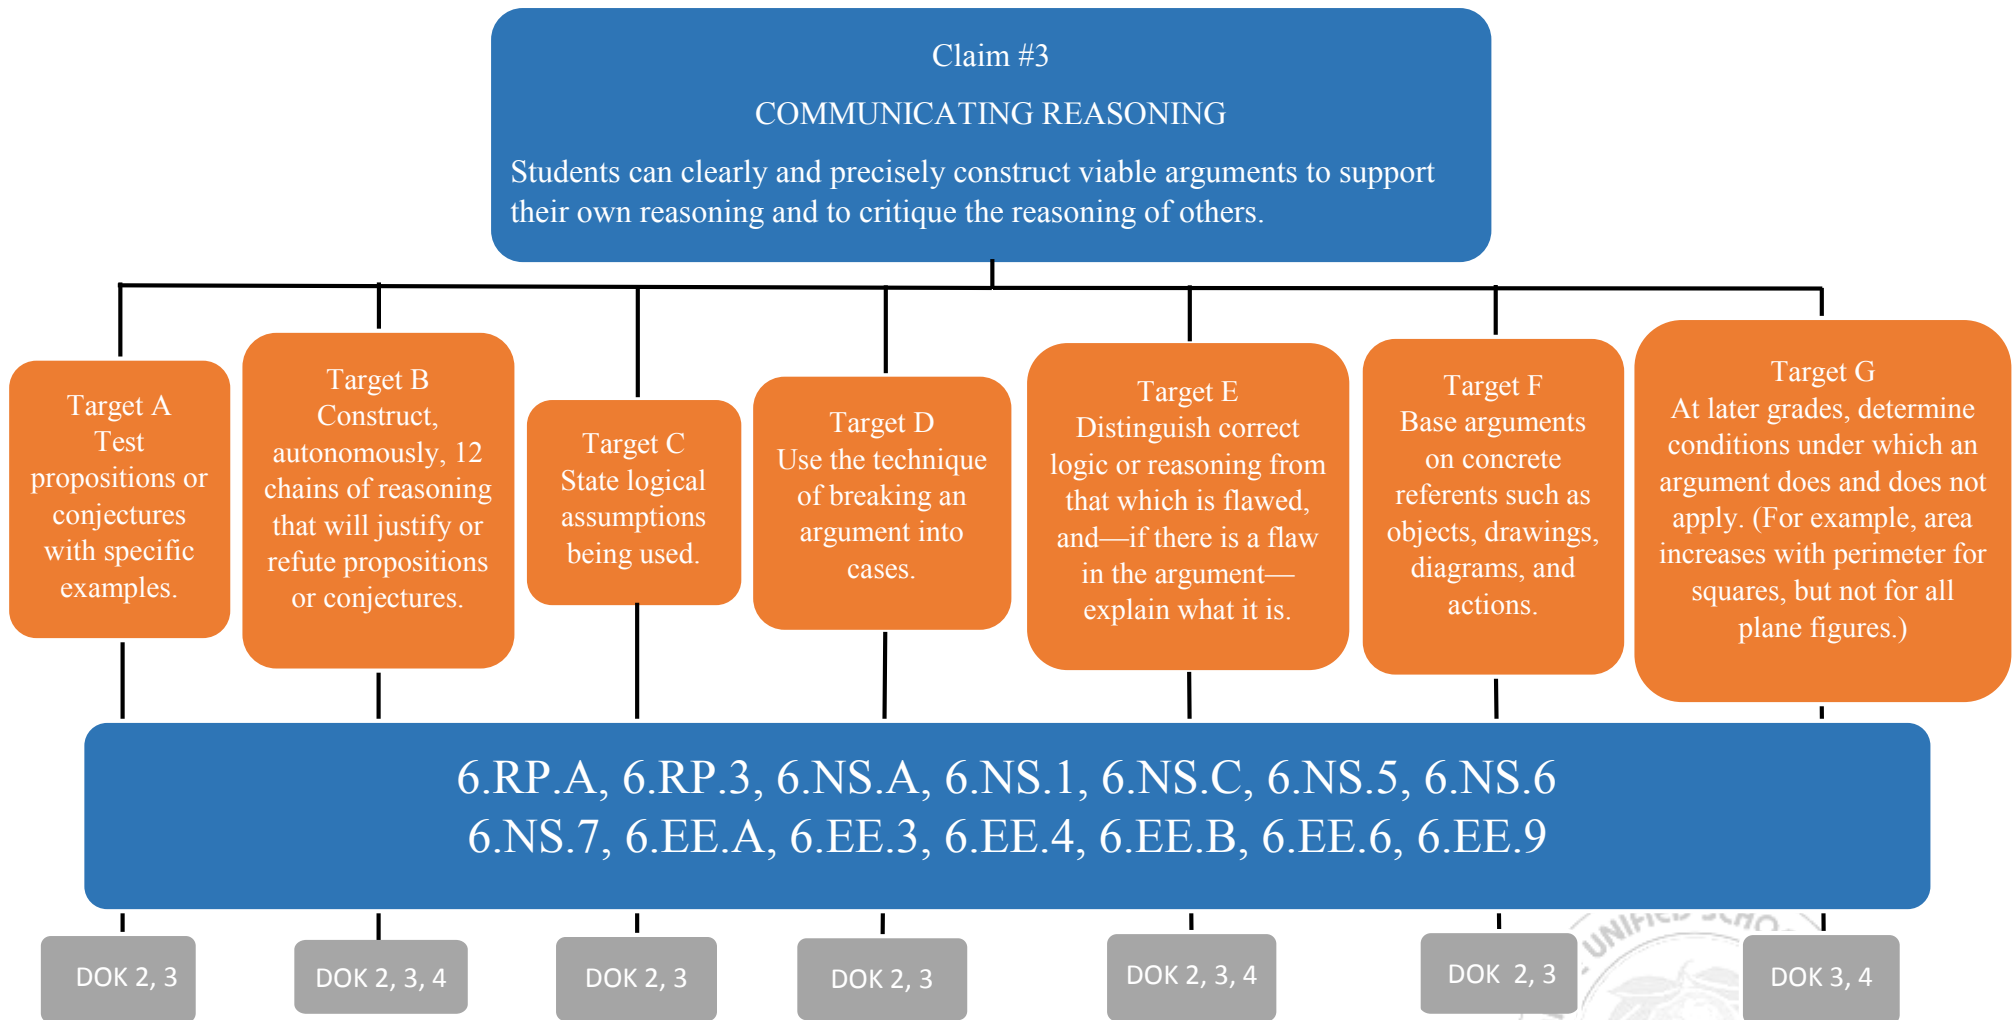 Claim #3
COMMUNICATING REASONING
Students can clearly and precisely construct viable arguments to support
their own reasoning and to critique the reasoning of others.
Target A
Test
propositions or
conjectures
with specific
examples.
Target B
Construct,
autonomously, 12
chains of reasoning
that will justify or
refute propositions
or conjectures.
Target C
State logical
assumptions
being used.
Target D
Use the technique
of breaking an
argument into
cases.
Target E
Distinguish correct
logic or reasoning from
that which is flawed,
and—if there is a flaw
in the argument—
explain what it is.
Target F
Base arguments
on concrete
referents such as
objects, drawings,
diagrams, and
actions.
Target G
At later grades, determine
conditions under which an
argument does and does not
apply. (For example, area
increases with perimeter for
squares, but not for all
plane figures.)
6.RP.A, 6.RP.3, 6.NS.A, 6.NS.1, 6.NS.C, 6.NS.5, 6.NS.6
6.NS.7, 6.EE.A, 6.EE.3, 6.EE.4, 6.EE.B, 6.EE.6, 6.EE.9
DOK 2, 3
DOK 2, 3, 4
DOK 2, 3
DOK 2, 3
DOK 2, 3, 4
DOK 2, 3
DOK 3, 4
UNIFIED